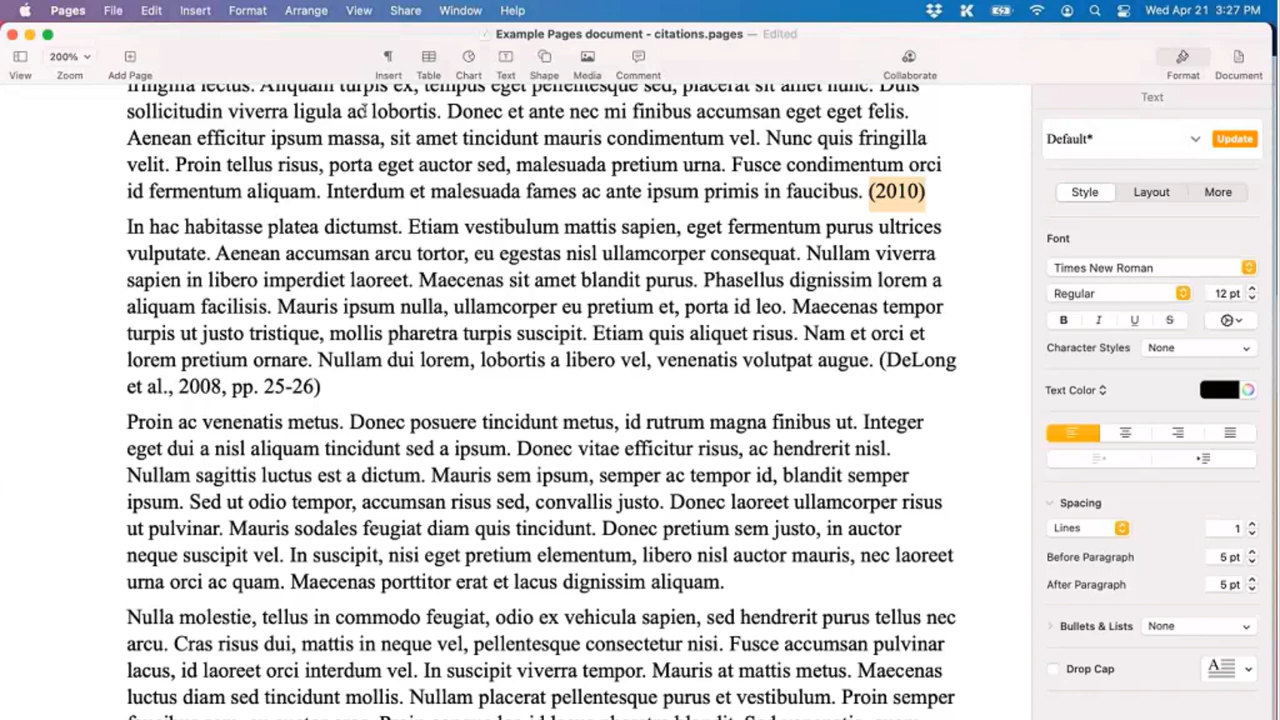 Pages File Edit Insert Format Arrange View Share Window Help Wed Apr 21 3:27 PM
Example Pages document - citations.pages — Edited
200%
View Zoom Add Page Insert Table Chart Text Shape Media Comment Collaborate Format Document
fringilla lectus. Aliquam turpis ex, tempus eget pellentesque sed, placerat sit amet nunc. Duis
sollicitudin viverra ligula ac lobortis. Donec et ante nec mi finibus accumsan eget eget felis.
Aenean efficitur ipsum massa, sit amet tincidunt mauris condimentum vel. Nunc quis fringilla
velit. Proin tellus risus, porta eget auctor sed, malesuada pretium urna. Fusce condimentum orci
id fermentum aliquam. Interdum et malesuada fames ac ante ipsum primis in faucibus. (2010)
In hac habitasse platea dictumst. Etiam vestibulum mattis sapien, eget fermentum purus ultrices
vulputate. Aenean accumsan arcu tortor, eu egestas nisl ullamcorper consequat. Nullam viverra
sapien in libero imperdiet laoreet. Maecenas sit amet blandit purus. Phasellus dignissim lorem a
aliquam facilisis. Mauris ipsum nulla, ullamcorper eu pretium et, porta id leo. Maecenas tempor
turpis ut justo tristique, mollis pharetra turpis suscipit. Etiam quis aliquet risus. Nam et orci et
lorem pretium ornare. Nullam dui lorem, lobortis a libero vel, venenatis volutpat augue. (DeLong
et al., 2008, pp. 25-26)
Proin ac venenatis metus. Donec posuere tincidunt metus, id rutrum magna finibus ut. Integer
eget dui a nisl aliquam tincidunt sed a ipsum. Donec vitae efficitur risus, ac hendrerit nisl.
Nullam sagittis luctus est a dictum. Mauris sem ipsum, semper ac tempor id, blandit semper
ipsum. Sed ut odio tempor, accumsan risus sed, convallis justo. Donec laoreet ullamcorper risus
ut pulvinar. Mauris sodales feugiat diam quis tincidunt. Donec pretium sem justo, in auctor
neque suscipit vel. In suscipit, nisi eget pretium elementum, libero nisl auctor mauris, nec laoreet
urna orci ac quam. Maecenas porttitor erat et lacus dignissim aliquam.
Nulla molestie, tellus in commodo feugiat, odio ex vehicula sapien, sed hendrerit purus tellus nec
arcu. Cras risus dui, mattis in neque vel, pellentesque consectetur nisi. Fusce accumsan pulvinar
lacus, id laoreet orci interdum vel. In suscipit viverra tempor. Mauris at mattis metus. Maecenas
luctus diam sed tincidunt mollis. Nullam placerat pellentesque purus et vestibulum. Proin semper
Text
Default* Update
Style Layout More
Font
Times New Roman
Regular 12 pt
B I U S
Character Styles None
Text Color
Spacing
Lines 1
Before Paragraph 5 pt
After Paragraph 5 pt
Bullets & Lists None
Drop Cap A